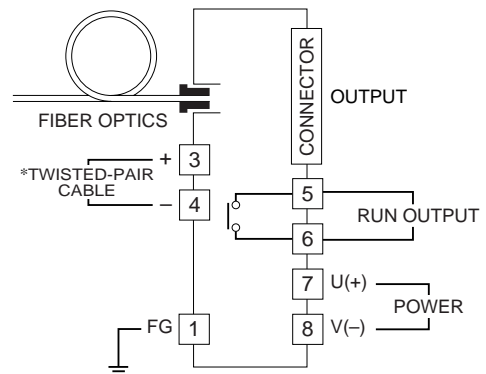 CONNECTOR
OUTPUT
FIBER OPTICS
+ 3
*TWISTED-PAIR
CABLE
– 4
5
RUN OUTPUT
6
7 U(+)
POWER
FG 1
8 V(–)